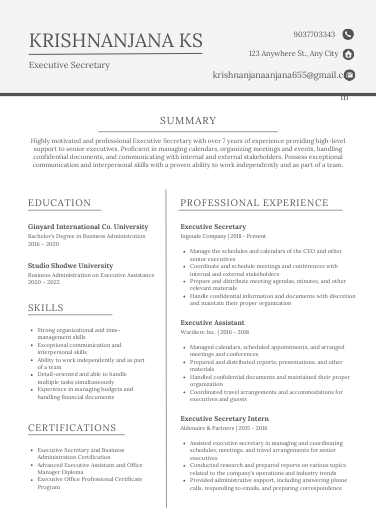 KRISHNANJANA KS
Executive Secretary
9037703343
123 Anywhere St., Any City
krishnanjanaanjana655@gmail.c
m
SUMMARY
Highly motivated and professional Executive Secretary with over 7 years of experience providing high-level
support to senior executives. Proficient in managing calendars, organizing meetings and events, handling
confidential documents, and communicating with internal and external stakeholders. Possess exceptional
communication and interpersonal skills with a proven ability to work independently and as part of a team.
EDUCATION
Ginyard International Co. University
Bachelor's Degree in Business Administration
2016 – 2020
Studio Shodwe University
Business Administration on Executive Assistance
2020 – 2022
SKILLS
• Strong organizational and time-
management skills
• Exceptional communication and
interpersonal skills
• Ability to work independently and as part
of a team
• Detail-oriented and able to handle
multiple tasks simultaneously
• Experience in managing budgets and
handling financial documents
CERTIFICATIONS
• Executive Secretary and Business
Administration Certification
• Advanced Executive Assistant and Office
Manager Diploma
• Executive Office Professional Certificate
Program
PROFESSIONAL EXPERIENCE
Executive Secretary
Ingoude Company | 2018 – Present
• Manage the schedules and calendars of the CEO and other
senior executives
• Coordinate and schedule meetings and conferences with
internal and external stakeholders
• Prepare and distribute meeting agendas, minutes, and other
relevant materials
• Handle confidential information and documents with discretion
and maintain their proper organization
Executive Assistant
Wardiere Inc. | 2016 - 2018
• Managed calendars, scheduled appointments, and arranged
meetings and conferences
• Prepared and distributed reports, presentations, and other
materials
• Handled confidential documents and maintained their proper
organization
• Coordinated travel arrangements and accommodations for
executives and guests
Executive Secretary Intern
Aldenaire & Partners | 2015 - 2016
• Assisted executive secretary in managing and coordinating
schedules, meetings, and travel arrangements for senior
executives
• Conducted research and prepared reports on various topics
related to the company's operations and industry trends
• Provided administrative support, including answering phone
calls, responding to emails, and preparing correspondence